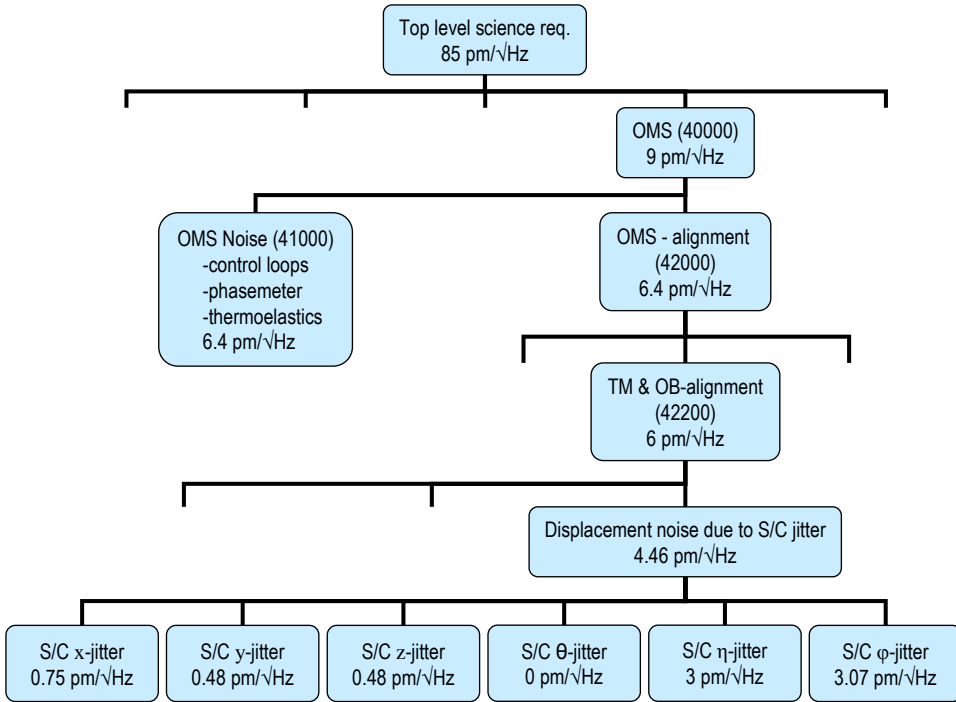 Top level science req.
85 pm/√Hz
OMS (40000)
9 pm/√Hz
OMS Noise (41000)
-control loops
-phasemeter
-thermoelastics
6.4 pm/√Hz
OMS - alignment
(42000)
6.4 pm/√Hz
TM & OB-alignment
(42200)
6 pm/√Hz
Displacement noise due to S/C jitter
4.46 pm/√Hz
S/C x-jitter
0.75 pm/√Hz
S/C y-jitter
0.48 pm/√Hz
S/C z-jitter
0.48 pm/√Hz
S/C θ-jitter
0 pm/√Hz
S/C η-jitter
3 pm/√Hz
S/C φ-jitter
3.07 pm/√Hz